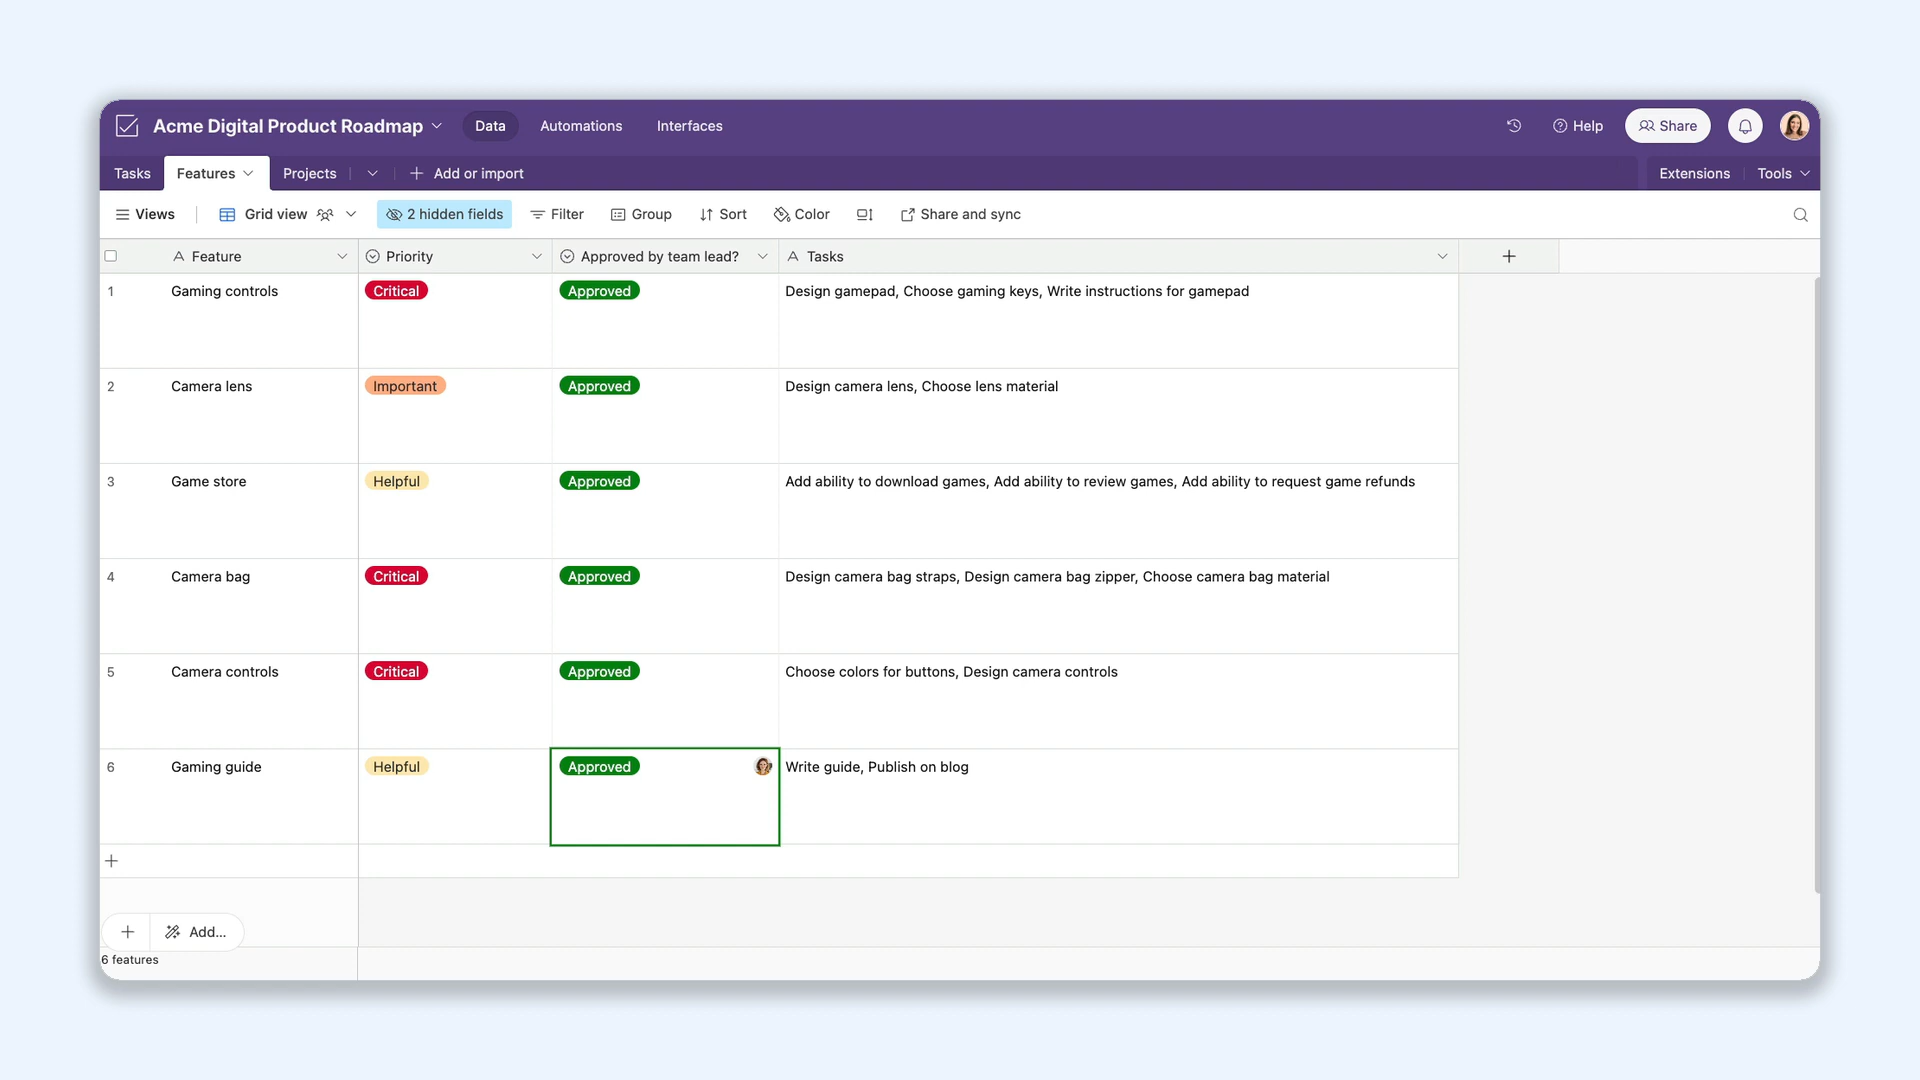 Acme Digital Product Roadmap Data Automations Interfaces Help Share
Tasks Features Projects Add or import Extensions Tools
Views Grid view 2 hidden fields Filter Group Sort Color Share and sync
Feature Priority Approved by team lead? Tasks
1 Gaming controls Critical Approved Design gamepad, Choose gaming keys, Write instructions for gamepad
2 Camera lens Important Approved Design camera lens, Choose lens material
3 Game store Helpful Approved Add ability to download games, Add ability to review games, Add ability to request game refunds
4 Camera bag Critical Approved Design camera bag straps, Design camera bag zipper, Choose camera bag material
5 Camera controls Critical Approved Choose colors for buttons, Design camera controls
6 Gaming guide Helpful Approved Write guide, Publish on blog
Add...
6 features